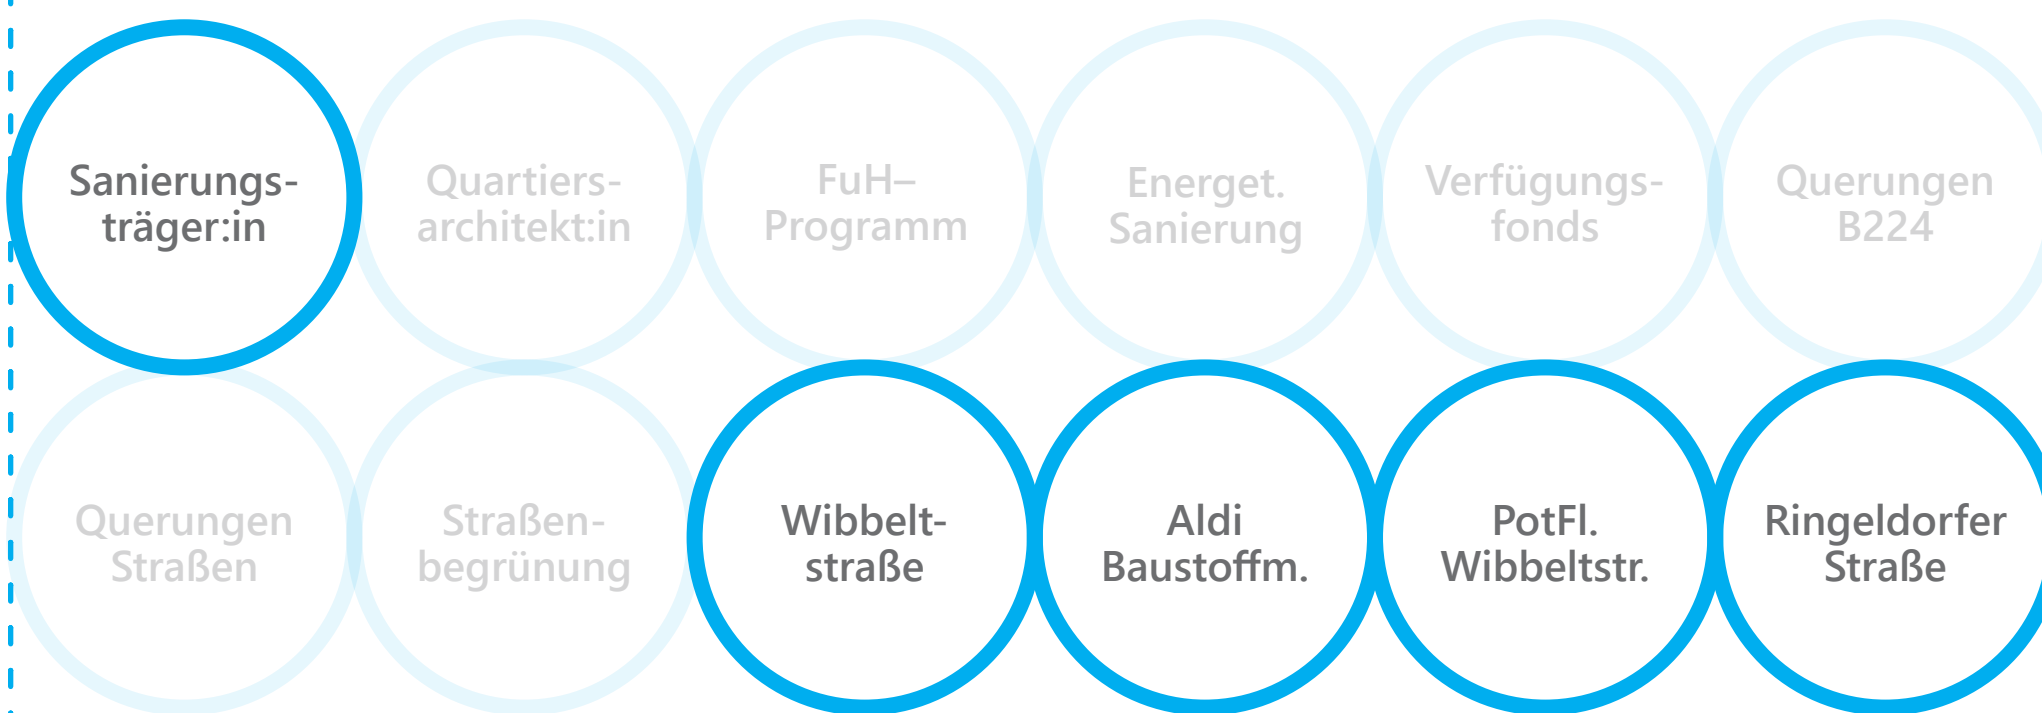 Sanierungs-
träger:in
Quartiers-
architekt:in
FuH–
Programm
Energet.
Sanierung
Verfügungs-
fonds
Querungen
B224
Querungen
Straßen
Straßen-
begrünung
Wibbelt-
straße
Aldi
Baustoffm.
PotFl.
Wibbeltstr.
Ringeldorfer
Straße